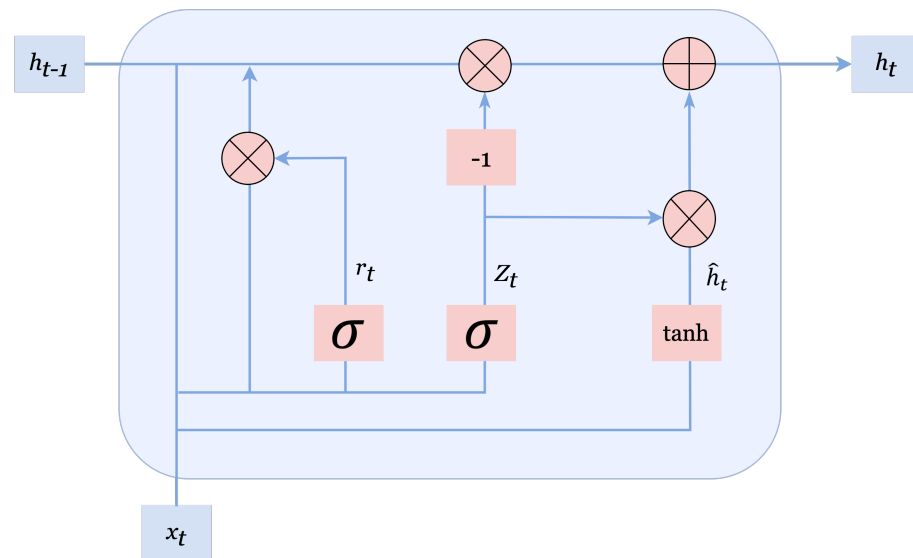 h_{t-1}
h_t
-1
r_t
Z_t
ĥ_t
σ
σ
tanh
x_t